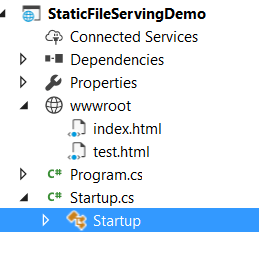 StaticFileServingDemo
Connected Services
Dependencies
Properties
wwwroot
index.html
test.html
C# Program.cs
C# Startup.cs
Startup